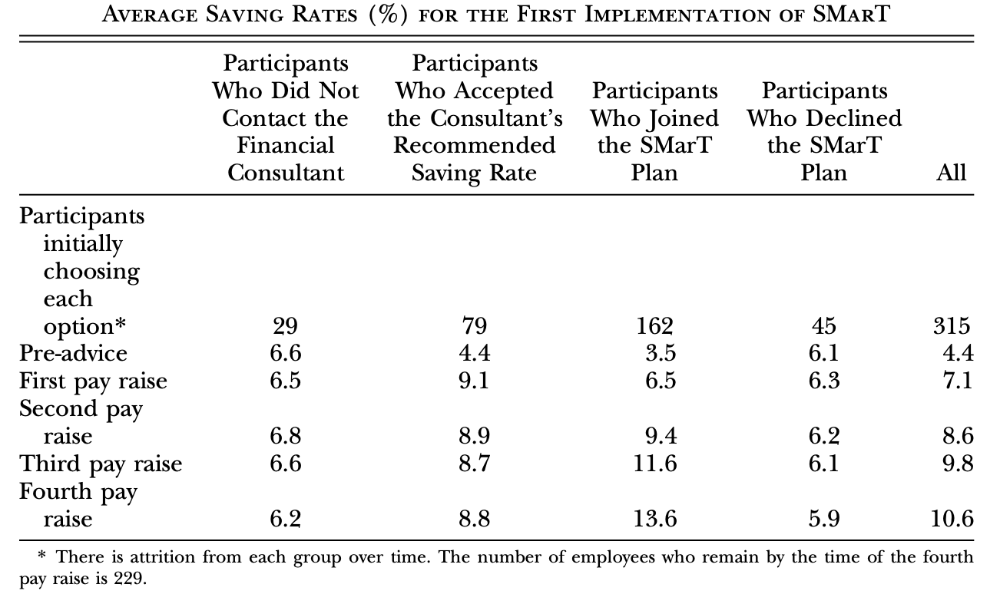 AVERAGE SAVING RATES (%) FOR THE FIRST IMPLEMENTATION OF SMART
Participants Who Did Not Contact the Financial Consultant
Participants Who Accepted the Consultant's Recommended Saving Rate
Participants Who Joined the SMarT Plan
Participants Who Declined the SMarT Plan
All
Participants
initially
choosing
each
option* 29 79 162 45 315
Pre-advice 6.6 4.4 3.5 6.1 4.4
First pay raise 6.5 9.1 6.5 6.3 7.1
Second pay
raise 6.8 8.9 9.4 6.2 8.6
Third pay raise 6.6 8.7 11.6 6.1 9.8
Fourth pay
raise 6.2 8.8 13.6 5.9 10.6
* There is attrition from each group over time. The number of employees who remain by the time of the fourth
pay raise is 229.